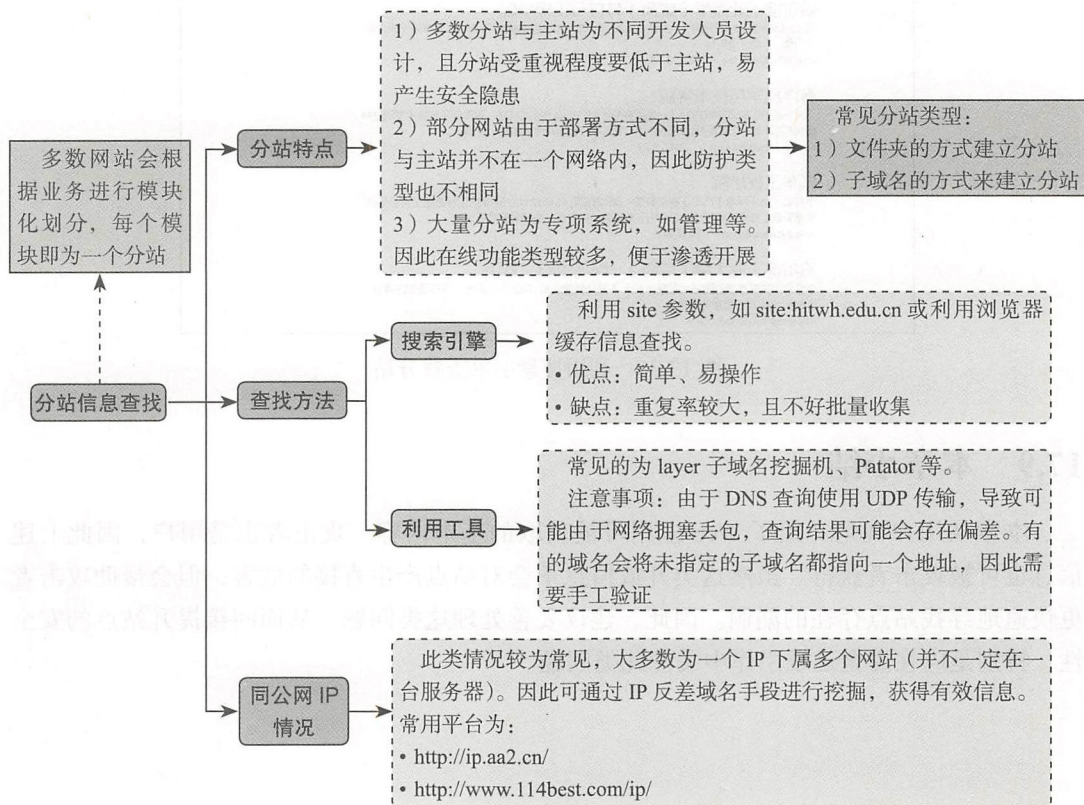 1）多数分站与主站为不同开发人员设
计，且分站受重视程度要低于主站，易
产生安全隐患
2）部分网站由于部署方式不同，分站
与主站并不在一个网络内，因此防护类
型也不相同
3）大量分站为专项系统，如管理等。
因此在线功能类型较多，便于渗透开展
分站特点
常见分站类型：
1）文件夹的方式建立分站
2）子域名的方式来建立分站
多数网站会根
据业务进行模块
化划分，每个模
块即为一个分站
分站信息查找
查找方法
搜索引擎
利用 site 参数，如 site:hitwh.edu.cn 或利用浏览器
缓存信息查找。
• 优点：简单、易操作
• 缺点：重复率较大，且不好批量收集
利用工具
常见的为 layer 子域名挖掘机、Patator 等。
注意事项：由于 DNS 查询使用 UDP 传输，导致可
能由于网络拥塞丢包，查询结果可能会存在偏差。有
的域名会将未指定的子域名都指向一个地址，因此需
要手工验证
同公网 IP
情况
此类情况较为常见，大多数为一个 IP 下属多个网站（并不一定在一
台服务器）。因此可通过 IP 反差域名手段进行挖掘，获得有效信息。
常用平台为：
• http://ip.aa2.cn/
• http://www.114best.com/ip/